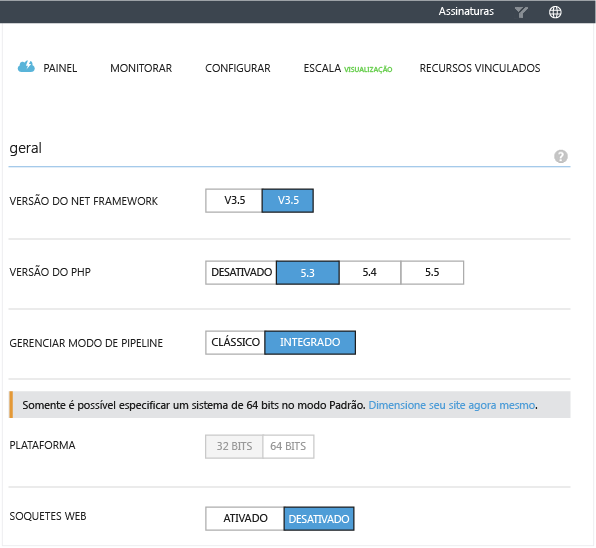 Assinaturas
PAINEL MONITORAR CONFIGURAR ESCALA VISUALIZAÇÃO RECURSOS VINCULADOS
geral ?
VERSÃO DO NET FRAMEWORK V3.5 V3.5
VERSÃO DO PHP DESATIVADO 5.3 5.4 5.5
GERENCIAR MODO DE PIPELINE CLÁSSICO INTEGRADO
Somente é possível especificar um sistema de 64 bits no modo Padrão. Dimensione seu site agora mesmo.
PLATAFORMA 32 BITS 64 BITS
SOQUETES WEB ATIVADO DESATIVADO